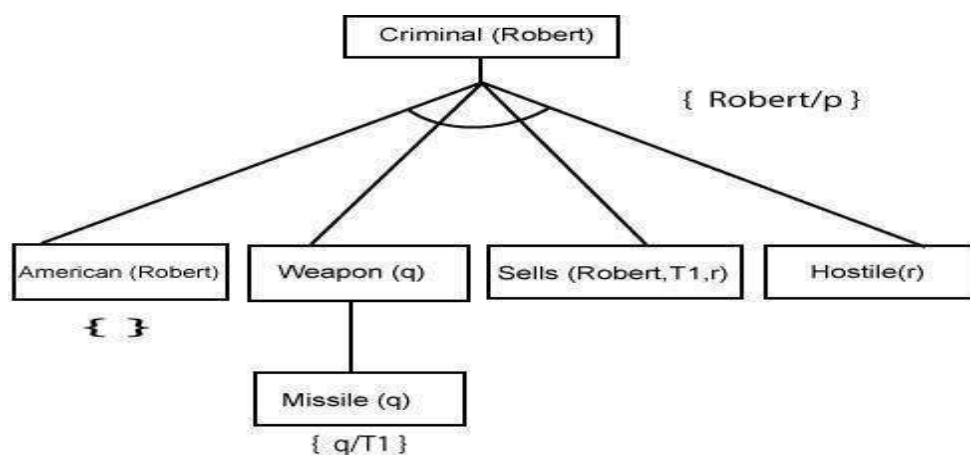 Criminal (Robert)
{ Robert/p }
American (Robert)
Weapon (q)
Sells (Robert,T1,r)
Hostile(r)
{ }
Missile (q)
{ q/T1 }